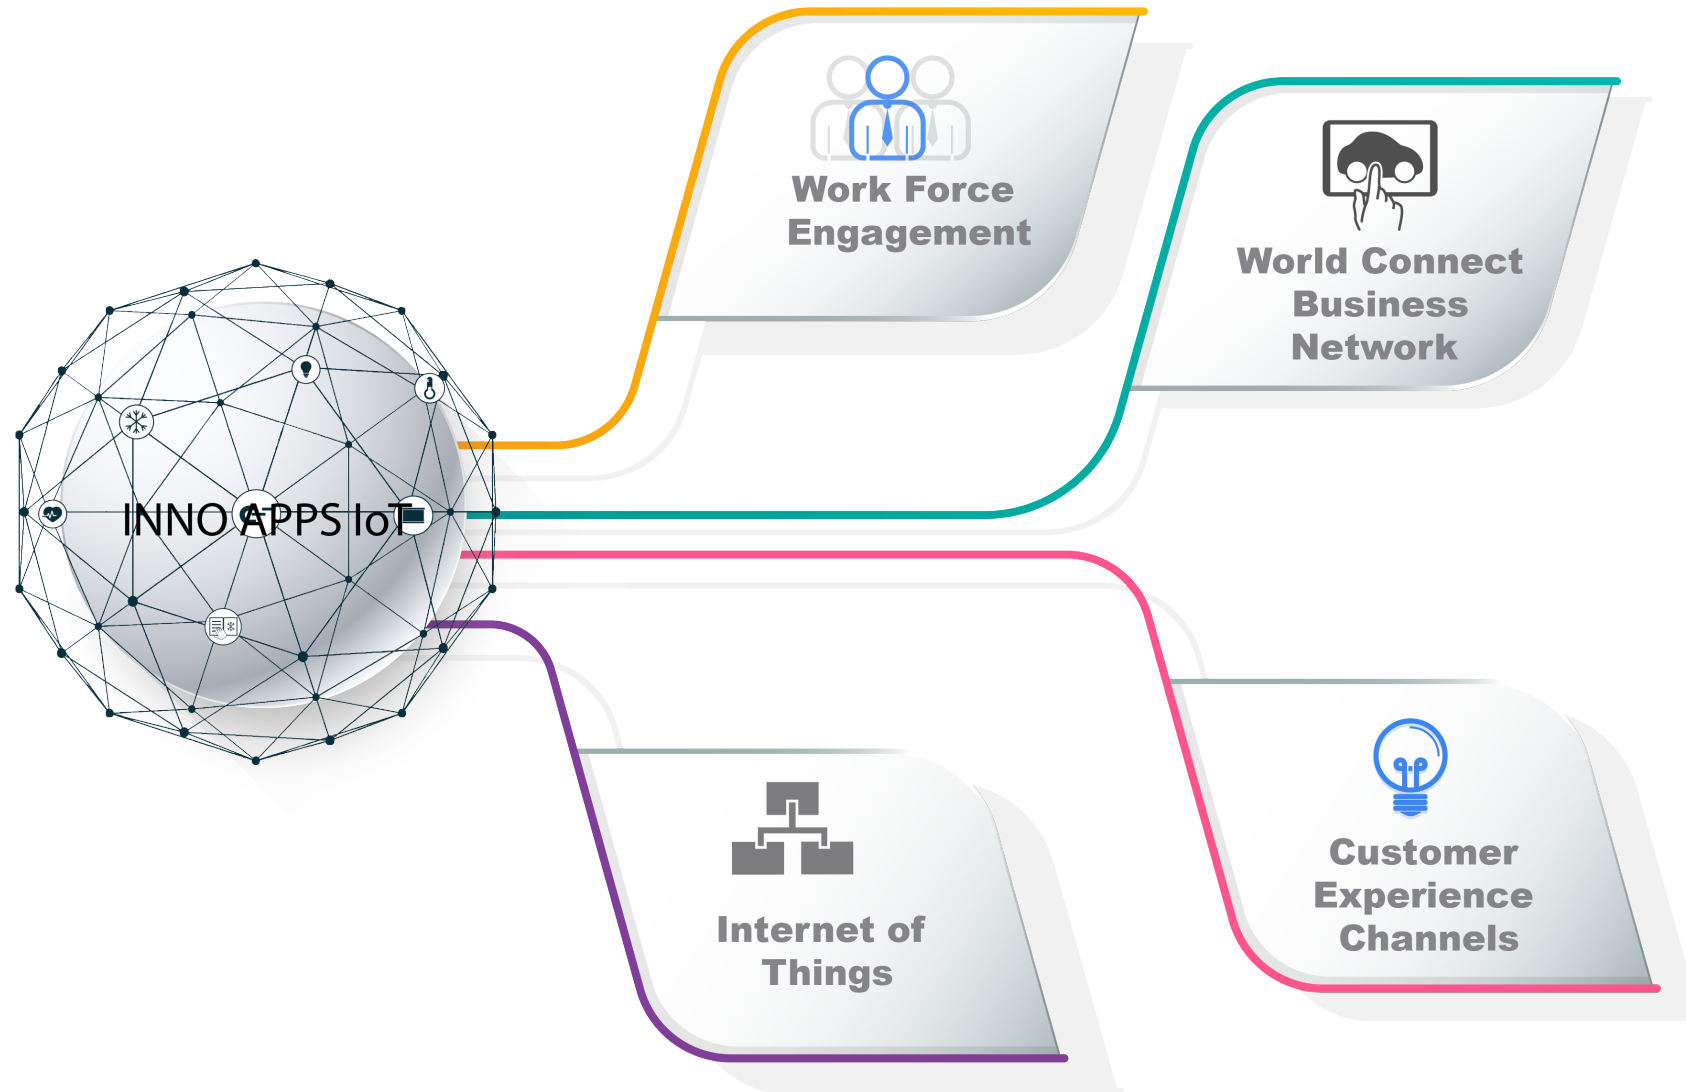 Work Force
Engagement
World Connect
Business
Network
INNO APPS IoT
Customer
Experience
Channels
Internet of
Things